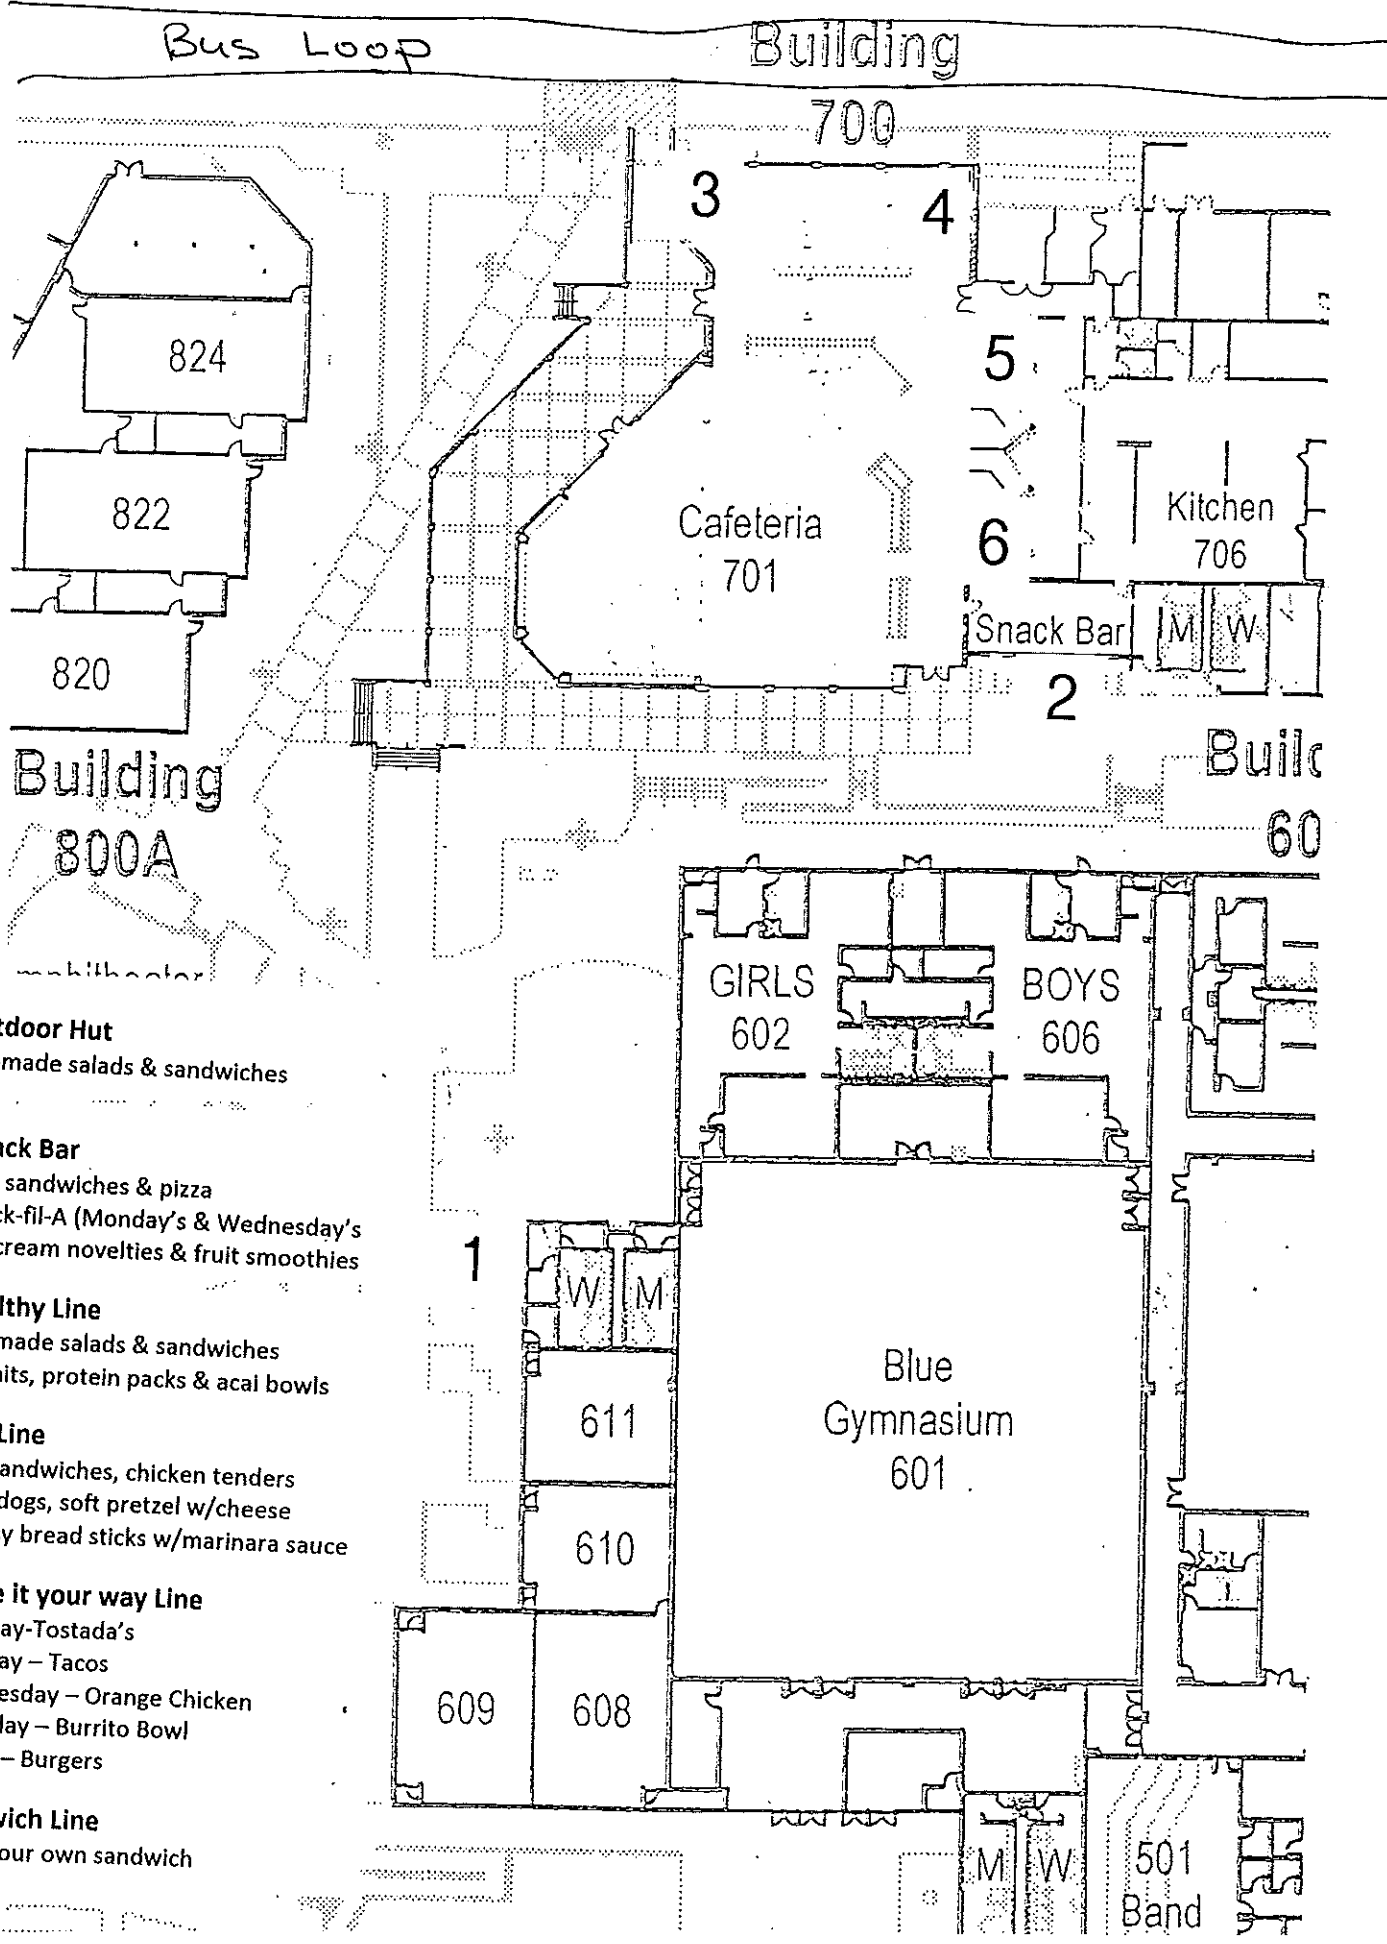 Bus Loop
Building
700
3
4
824
5
822
Cafeteria
701
6
Kitchen
706
Snack Bar
M
W
820
2
Building
800A
Builc
60
GIRLS
602
BOYS
606
tdoor Hut
made salads & sandwiches
ack Bar
sandwiches & pizza
ck-fil-A (Monday's & Wednesday's
cream novelties & fruit smoothies
1
W
M
lthy Line
made salads & sandwiches
aits, protein packs & acai bowls
611
Blue
Gymnasium
601
Line
andwiches, chicken tenders
dogs, soft pretzel w/cheese
y bread sticks w/marinara sauce
610
e it your way Line
ay-Tostada's
ay – Tacos
esday – Orange Chicken
day – Burrito Bowl
– Burgers
609
608
wich Line
our own sandwich
M
W
501
Band